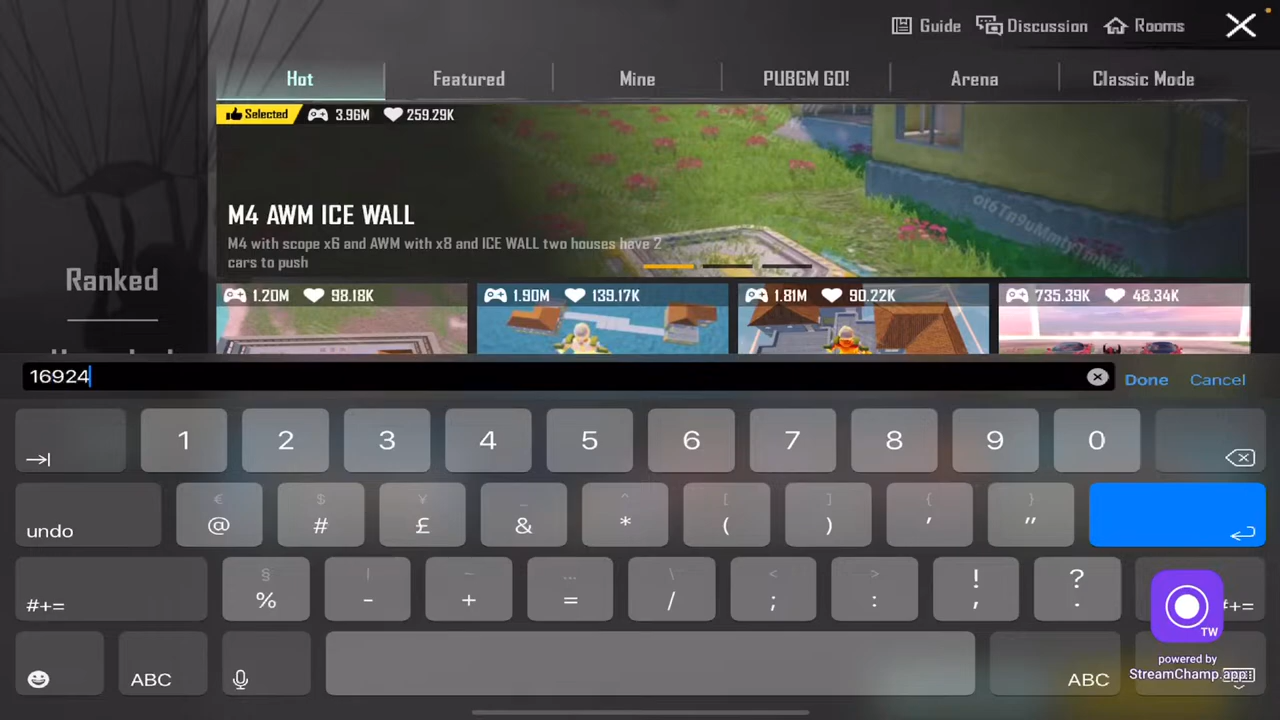 Guide Discussion Rooms
Hot Featured Mine PUBGM GO! Arena Classic Mode
Selected 3.96M 259.29K
M4 AWM ICE WALL
M4 with scope x6 and AWM with x8 and ICE WALL two houses have 2
cars to push
Ranked
1.20M 98.18K 1.90M 139.17K 1.81M 90.22K 735.39K 48.34K
16924
Done Cancel
1 2 3 4 5 6 7 8 9 0
€ $ ¥ _ ^ [ ] { }
undo @ # £ & * ( ) ' "
§ | ~ … \ < > ! ?
#+= % - + = / ; : , . #+=
TW
ABC ABC
powered by
StreamChamp.app